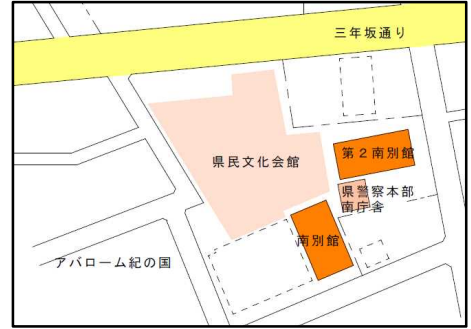 三年坂通り
県民文化会館
第２南別館
県警察本部
南庁舎
南別館
アバローム紀の国